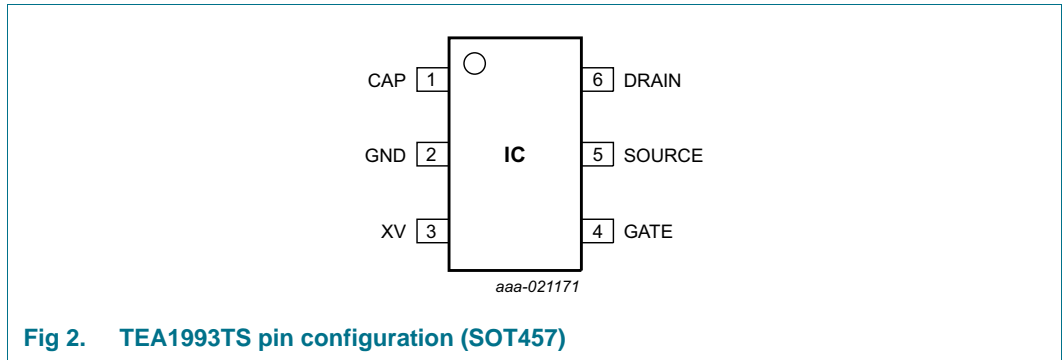 CAP 1 6 DRAIN
GND 2 IC 5 SOURCE
XV 3 4 GATE
aaa-021171
Fig 2. TEA1993TS pin configuration (SOT457)